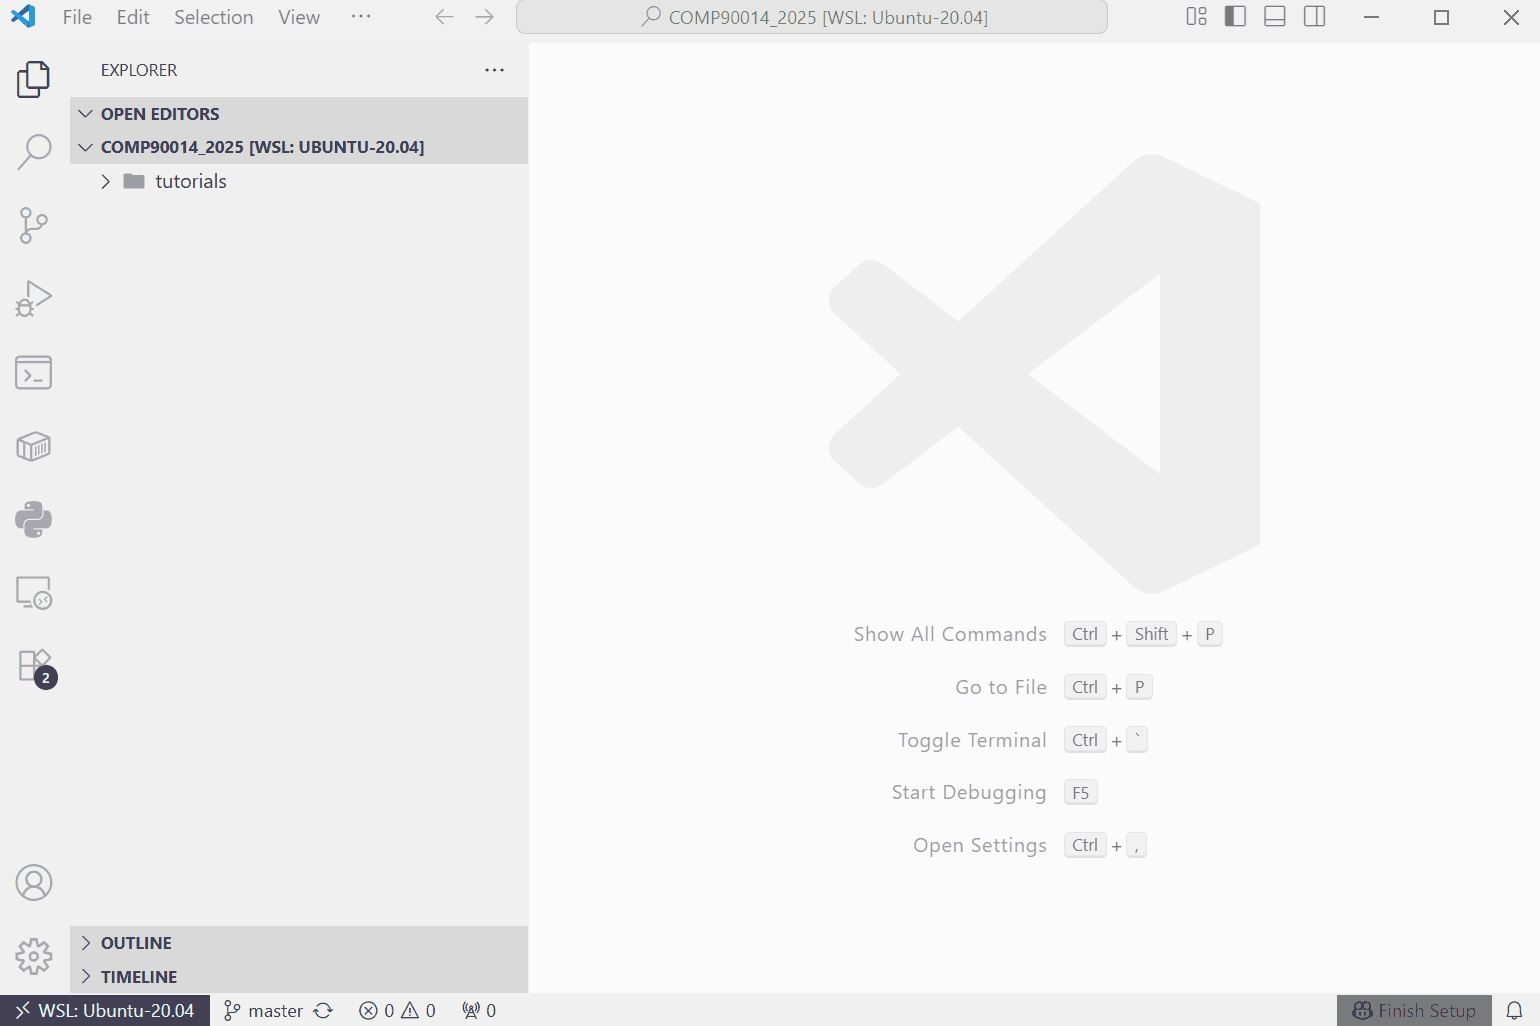 File Edit Selection View ··· COMP90014_2025 [WSL: Ubuntu-20.04]
EXPLORER ···
OPEN EDITORS
COMP90014_2025 [WSL: UBUNTU-20.04]
tutorials
2
Show All Commands Ctrl + Shift + P
Go to File Ctrl + P
Toggle Terminal Ctrl + `
Start Debugging F5
Open Settings Ctrl + ,
OUTLINE
TIMELINE
WSL: Ubuntu-20.04 master 0 0 0 Finish Setup